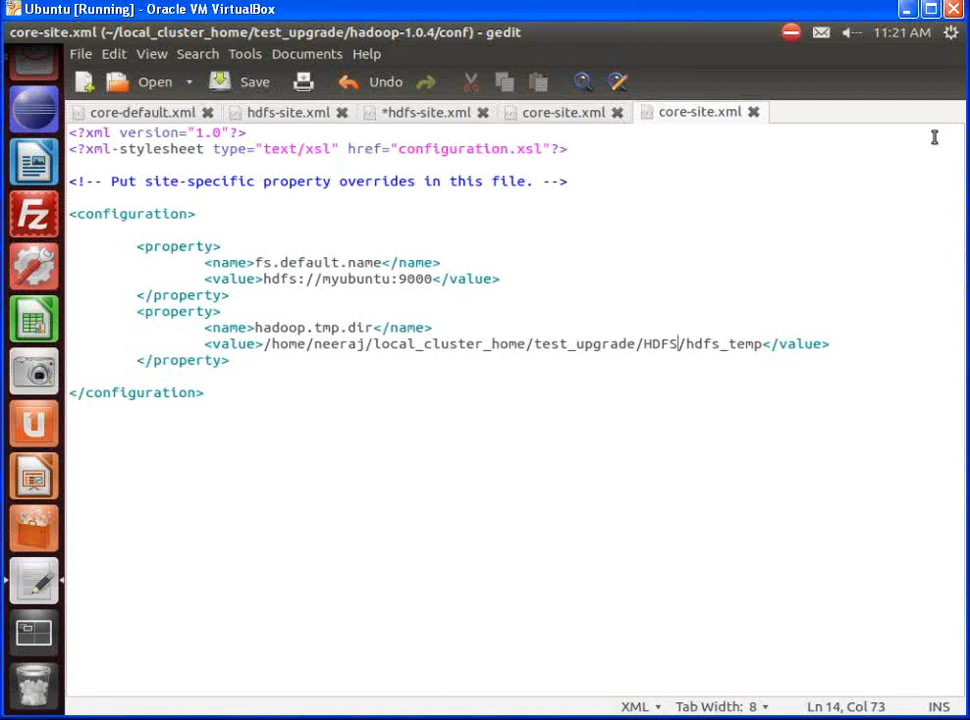 Ubuntu [Running] - Oracle VM VirtualBox
core-site.xml (~/local_cluster_home/test_upgrade/hadoop-1.0.4/conf) - gedit
11:21 AM
File Edit View Search Tools Documents Help
Open Save Undo
core-default.xml hdfs-site.xml *hdfs-site.xml core-site.xml core-site.xml
<?xml version="1.0"?>
<?xml-stylesheet type="text/xsl" href="configuration.xsl"?>
<!-- Put site-specific property overrides in this file. -->
<configuration>
<property>
<name>fs.default.name</name>
<value>hdfs://myubuntu:9000</value>
</property>
<property>
<name>hadoop.tmp.dir</name>
<value>/home/neeraj/local_cluster_home/test_upgrade/HDFS/hdfs_temp</value>
</property>
</configuration>
XML Tab Width: 8 Ln 14, Col 73 INS